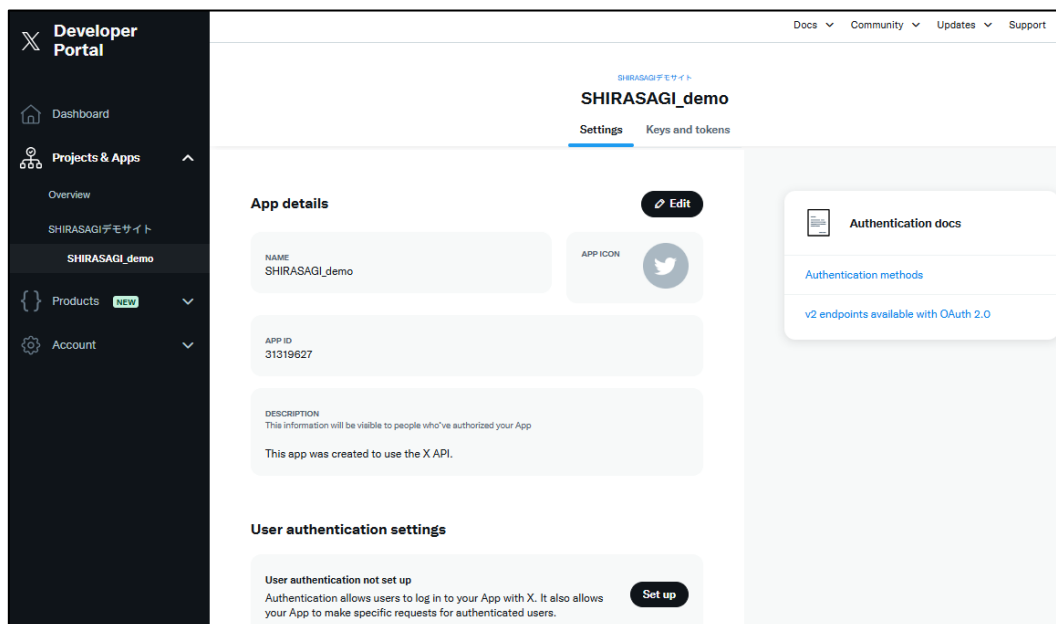 Developer
Portal
Docs
Community
Updates
Support
SHIRASAGIデモサイト
SHIRASAGI_demo
Settings
Keys and tokens
Dashboard
Projects & Apps
Overview
SHIRASAGIデモサイト
SHIRASAGI_demo
Products NEW
Account
App details
Edit
NAME
SHIRASAGI_demo
APP ICON
APP ID
31319627
DESCRIPTION
This information will be visible to people who've authorized your App
This app was created to use the X API.
User authentication settings
User authentication not set up
Authentication allows users to log in to your App with X. It also allows
your App to make specific requests for authenticated users.
Set up
Authentication docs
Authentication methods
v2 endpoints available with OAuth 2.0